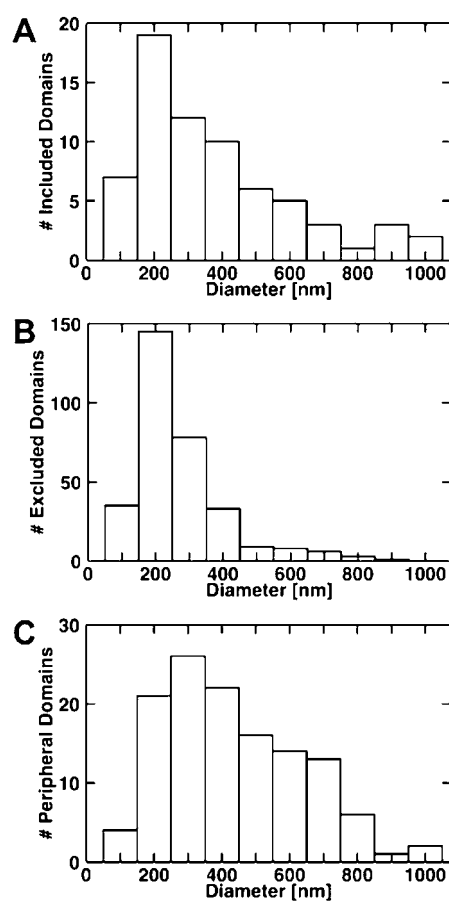 A
# Included Domains
20
15
10
5
0
0 200 400 600 800 1000
Diameter [nm]
B
# Excluded Domains
150
100
50
0
0 200 400 600 800 1000
Diameter [nm]
C
# Peripheral Domains
30
20
10
0
0 200 400 600 800 1000
Diameter [nm]